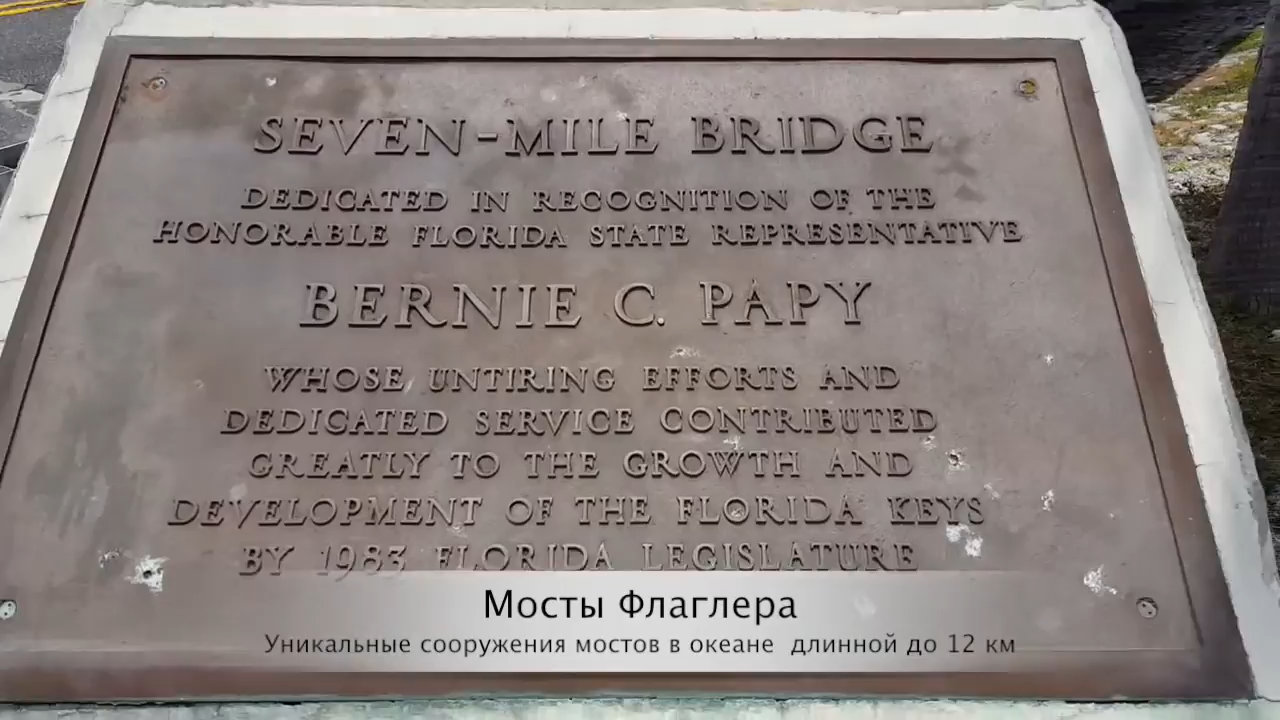 SEVEN-MILE BRIDGE
DEDICATED IN RECOGNITION OF THE
HONORABLE FLORIDA STATE REPRESENTATIVE
BERNIE C. PAPY
WHOSE UNTIRING EFFORTS AND
DEDICATED SERVICE CONTRIBUTED
GREATLY TO THE GROWTH AND
DEVELOPMENT OF THE FLORIDA KEYS
BY 1983 FLORIDA LEGISLATURE
Мосты Флаглера
Уникальные сооружения мостов в океане длинной до 12 км